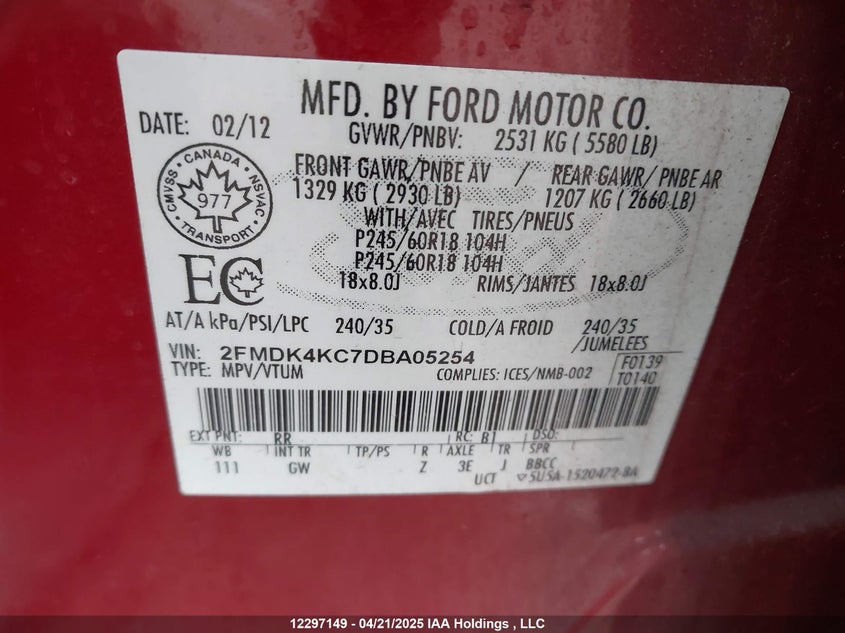 MFD. BY FORD MOTOR CO.
DATE: 02/12
GVWR/PNBV: 2531 KG ( 5580 LB)
FRONT GAWR/PNBE AV / REAR GAWR/ PNBE AR
1329 KG ( 2930 LB) 1207 KG ( 2660 LB)
WITH/AVEC TIRES/PNEUS
P245/60R18 104H
P245/60R18 104H
18x8.0J RIMS/JANTES 18x8.0J
CMVSS • CANADA • NSVAC • TRANSPORT •
977
EC
AT/A kPa/PSI/LPC 240/35 COLD/A FROID 240/35
/JUMELEES
VIN: 2FMDK4KC7DBA05254
F0139
TYPE: MPV/VTUM COMPLIES: ICES/NMB-002
T0140
EXT PNT: RR RC: B1 DSO:
WB INT TR TP/PS R AXLE TR SPR
111 GW Z 3E J BBCC
UCT 5U5A-1520472-BA
12297149 - 04/21/2025 IAA Holdings , LLC